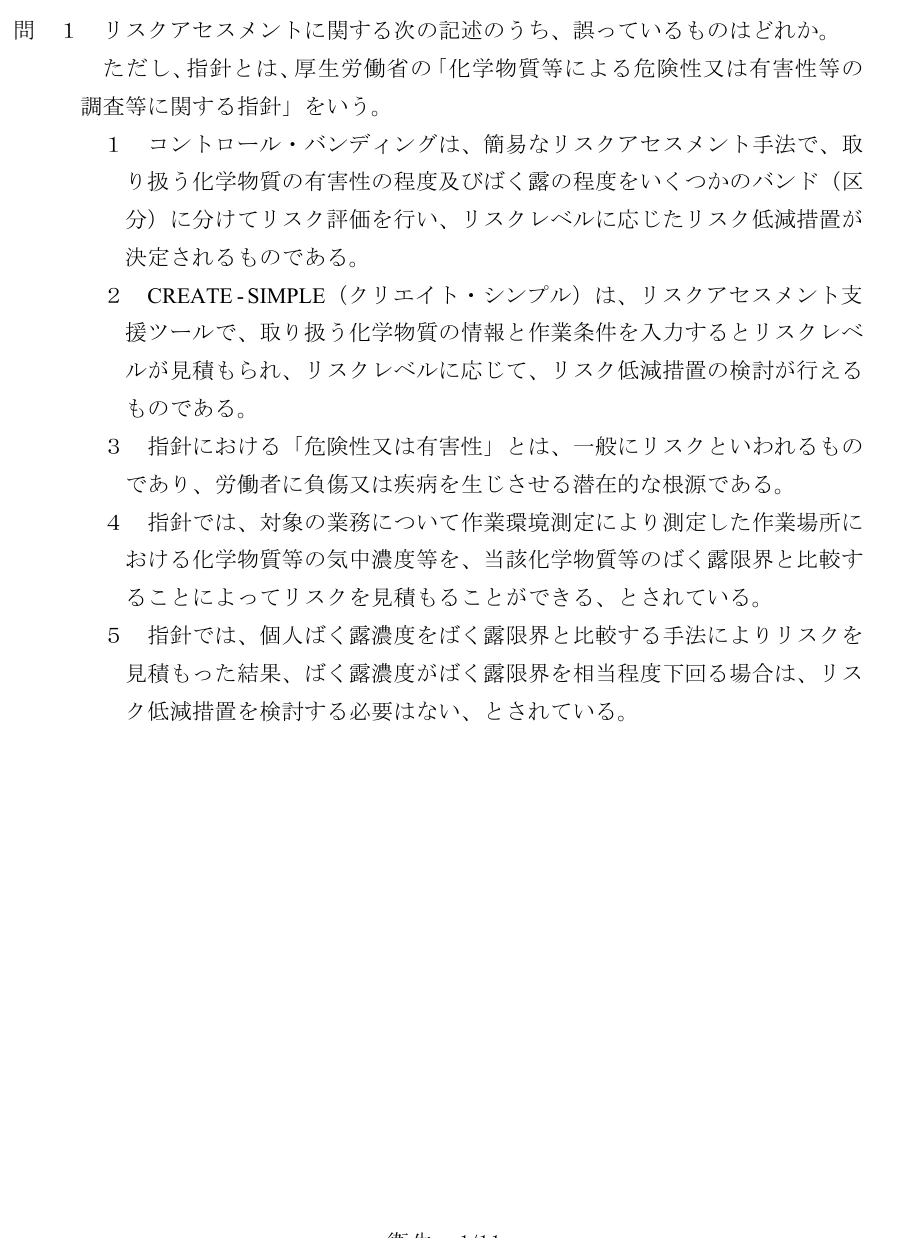 問　１　リスクアセスメントに関する次の記述のうち、誤っているものはどれか。
ただし、指針とは、厚生労働省の「化学物質等による危険性又は有害性等の
調査等に関する指針」をいう。
１　コントロール・バンディングは、簡易なリスクアセスメント手法で、取
り扱う化学物質の有害性の程度及びばく露の程度をいくつかのバンド（区
分）に分けてリスク評価を行い、リスクレベルに応じたリスク低減措置が
決定されるものである。
２　CREATE - SIMPLE（クリエイト・シンプル）は、リスクアセスメント支
援ツールで、取り扱う化学物質の情報と作業条件を入力するとリスクレベ
ルが見積もられ、リスクレベルに応じて、リスク低減措置の検討が行える
ものである。
３　指針における「危険性又は有害性」とは、一般にリスクといわれるもの
であり、労働者に負傷又は疾病を生じさせる潜在的な根源である。
４　指針では、対象の業務について作業環境測定により測定した作業場所に
おける化学物質等の気中濃度等を、当該化学物質等のばく露限界と比較す
ることによってリスクを見積もることができる、とされている。
５　指針では、個人ばく露濃度をばく露限界と比較する手法によりリスクを
見積もった結果、ばく露濃度がばく露限界を相当程度下回る場合は、リス
ク低減措置を検討する必要はない、とされている。